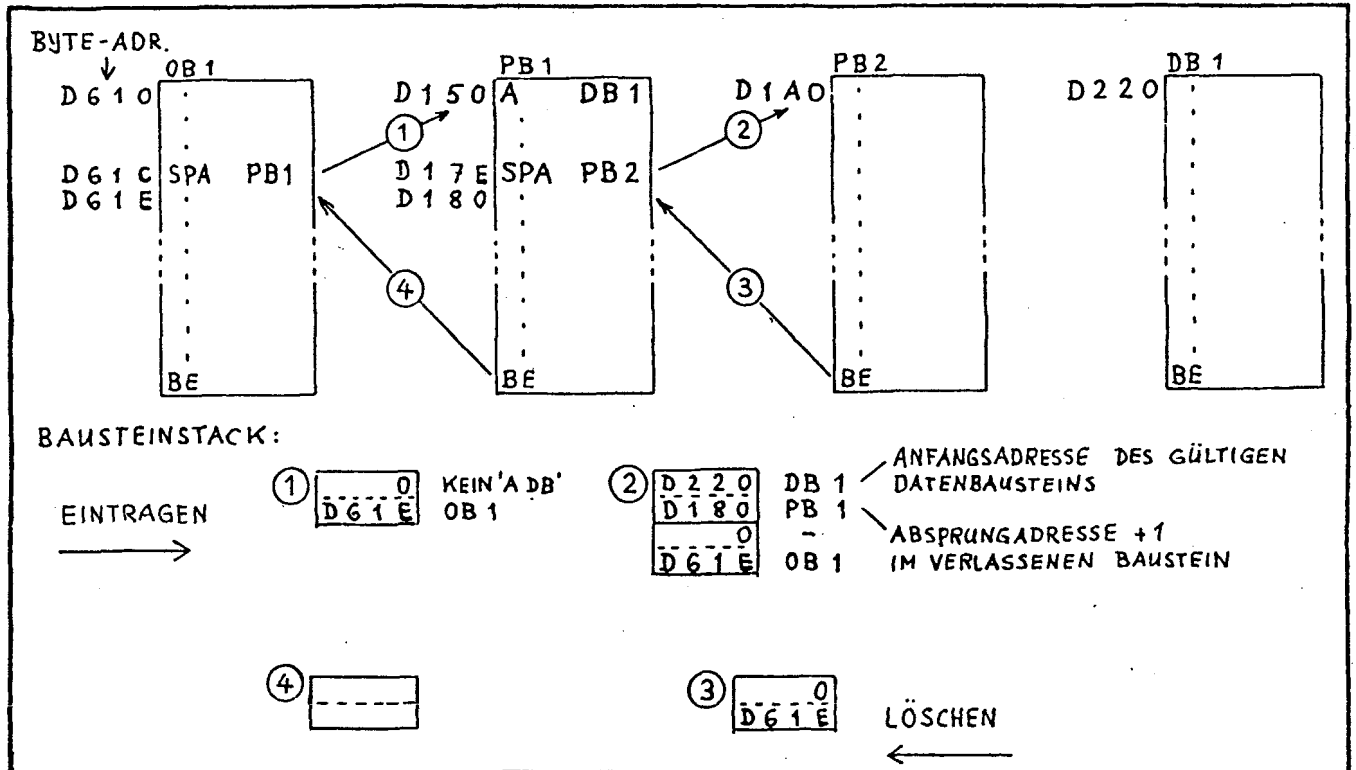 BYTE-ADR.
OB1 PB1 PB2 DB1
D610 D150 A DB1 D1A0 D220
1 2
D61C SPA PB1 D17E SPA PB2
D61E D180
4 3
BE BE BE BE
BAUSTEINSTACK:
EINTRAGEN
1 0 KEIN 'A DB'
D61E OB1
2 D220 DB1
D180 PB1
0 -
D61E OB1
ANFANGSADRESSE DES GÜLTIGEN
DATENBAUSTEINS
ABSPRUNGADRESSE +1
IM VERLASSENEN BAUSTEIN
4
3 0
D61E
LÖSCHEN